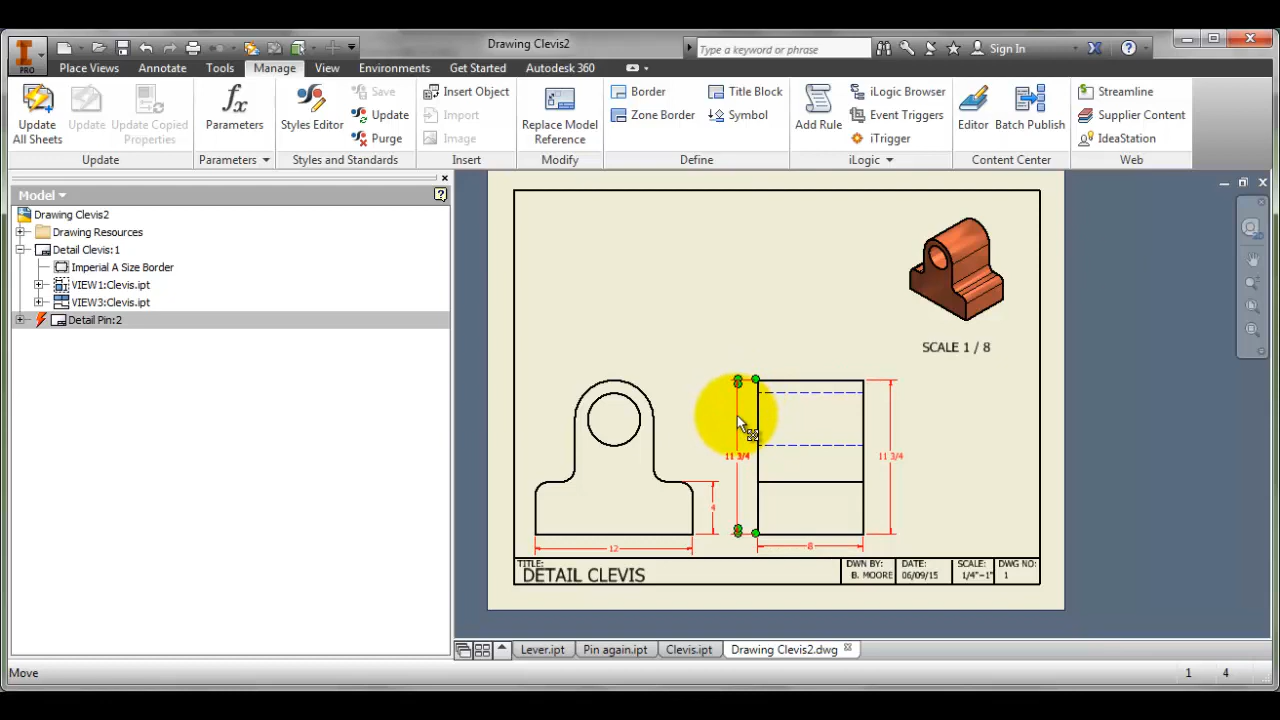 PRO
Drawing Clevis2
Type a keyword or phrase
Sign In
Place Views
Annotate
Tools
Manage
View
Environments
Get Started
Autodesk 360
Update All Sheets
Update
Update Copied Properties
Update
fx
Parameters
Parameters
Styles Editor
Save
Update
Purge
Styles and Standards
Insert Object
Import
Image
Insert
Replace Model Reference
Modify
Border
Zone Border
Title Block
Symbol
Define
Add Rule
iLogic Browser
Event Triggers
iTrigger
iLogic
Editor
Batch Publish
Content Center
Streamline
Supplier Content
IdeaStation
Web
Model
Drawing Clevis2
Drawing Resources
Detail Clevis:1
Imperial A Size Border
VIEW1:Clevis.ipt
VIEW3:Clevis.ipt
Detail Pin:2
SCALE 1 / 8
11 3/4
11 3/4
4
12
8
TITLE:
DETAIL CLEVIS
DWN BY:
B. MOORE
DATE:
06/09/15
SCALE:
1/4"-1"
DWG NO:
1
Lever.ipt
Pin again.ipt
Clevis.ipt
Drawing Clevis2.dwg
Move
1
4